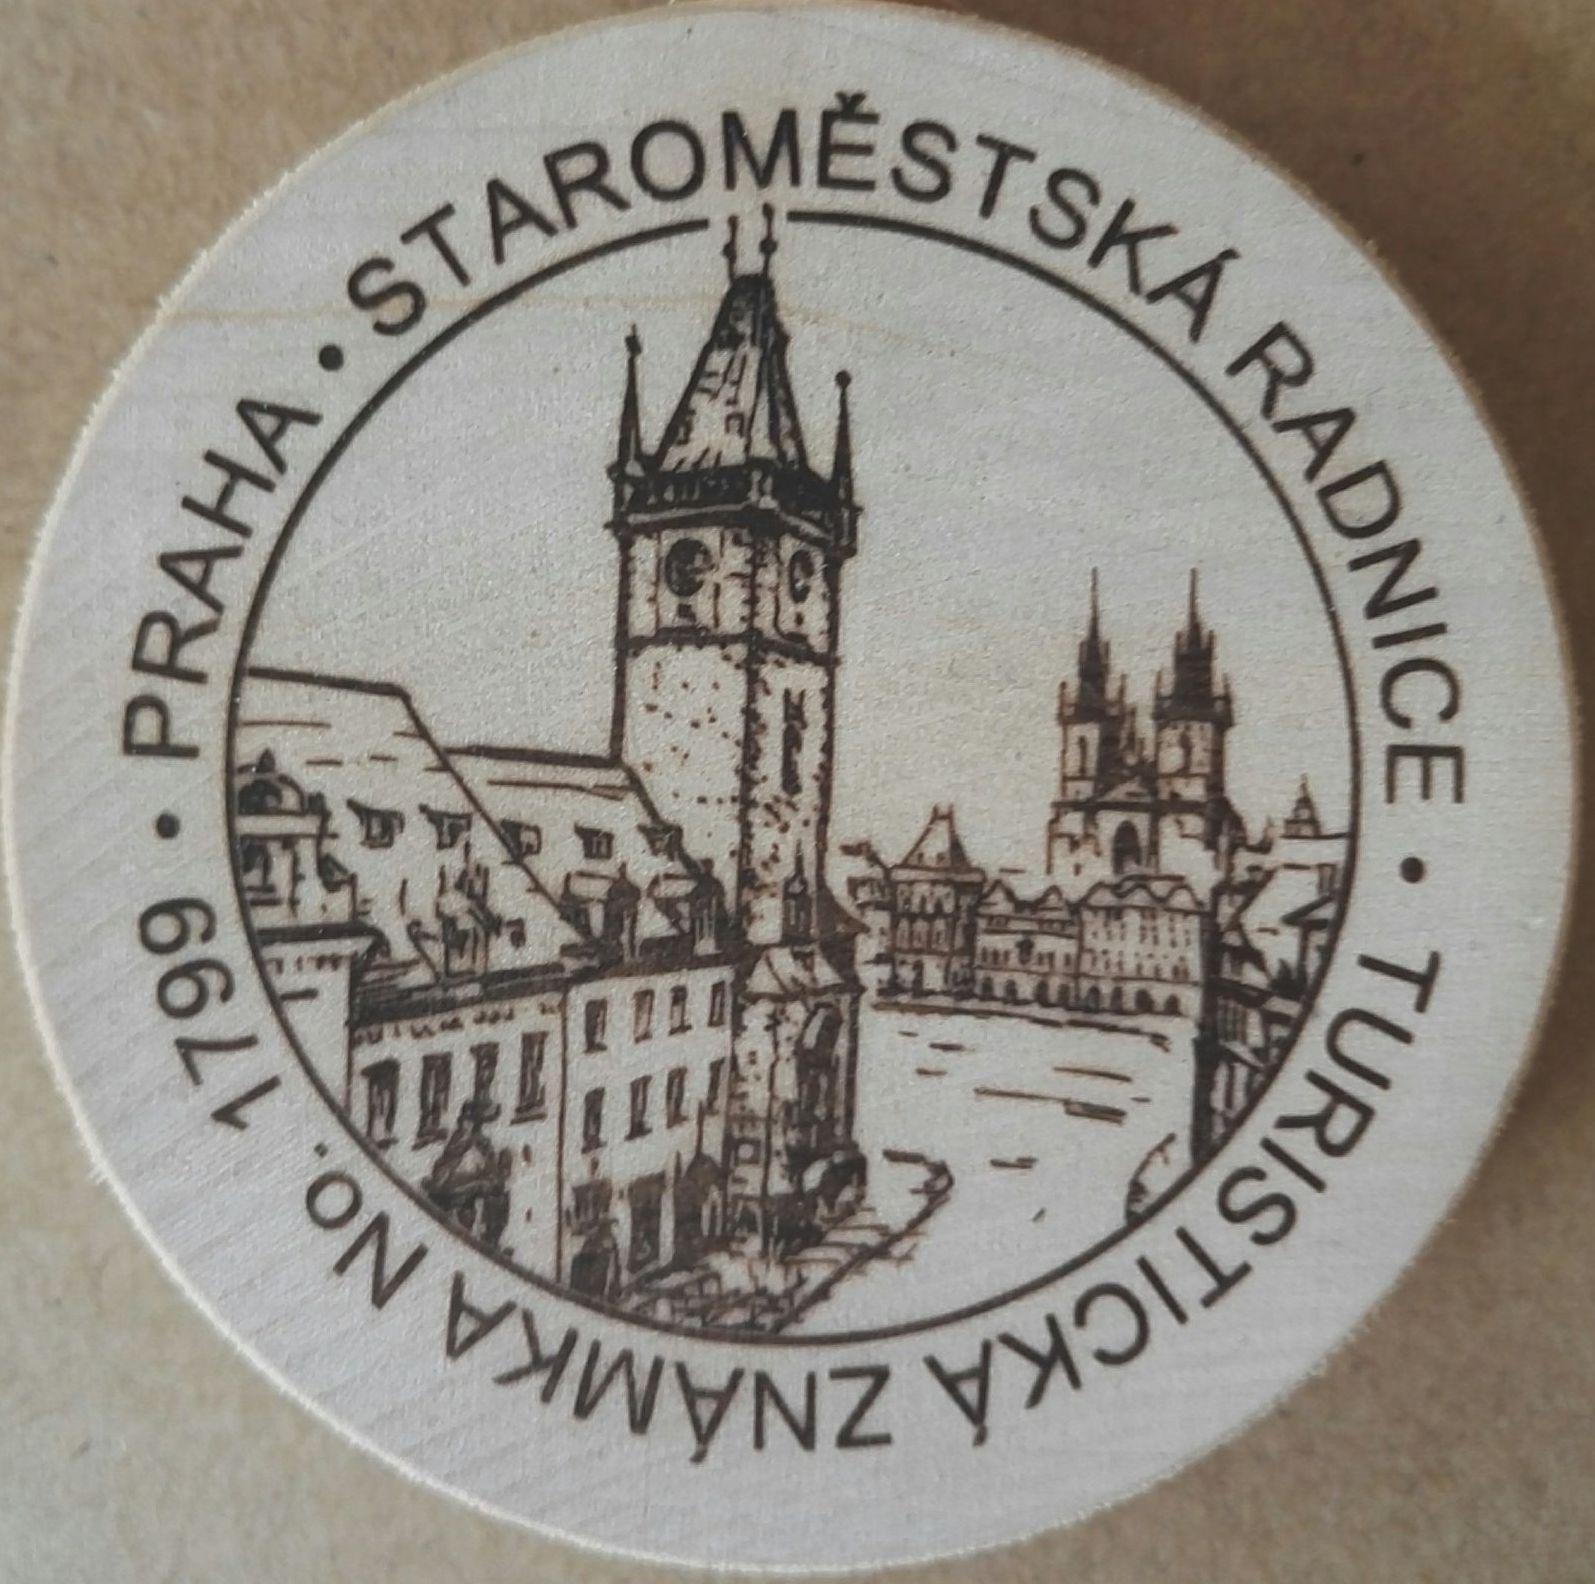 PRAHA • STAROMĚSTSKÁ RADNICE • TURISTICKÁ ZNÁMKA No. 1799 •